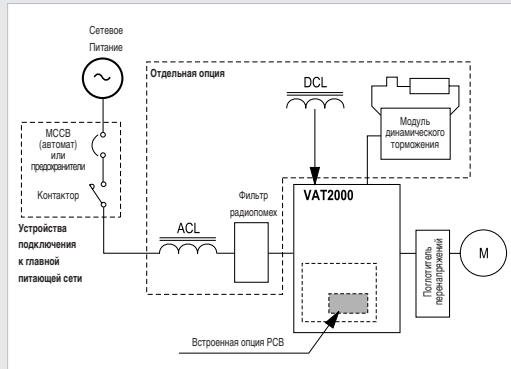 Сетевое
Питание
Отдельная опция
DCL
МССВ
(автомат)
или
предохранители
Контактор
Модуль
динамического
торможения
Устройства
подключения
к главной
питающей сети
ACL
Фильтр
радиопомех
VAT2000
Поглотитель
перенапряжений
M
Встроенная опция PCB